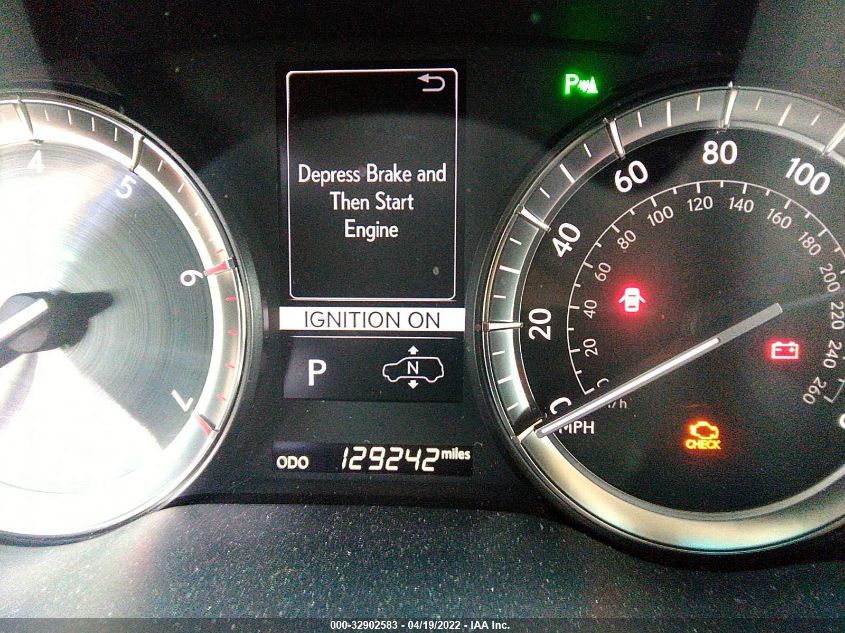 Depress Brake and
Then Start
Engine
IGNITION ON
P
N
ODO 129242 miles
4
5
6
7
P
0
20
40
60
80
100
MPH
0
20
40
60
80
100
120
140
160
180
200
220
240
260
CHECK
000-32902583 - 04/19/2022 - IAA Inc.